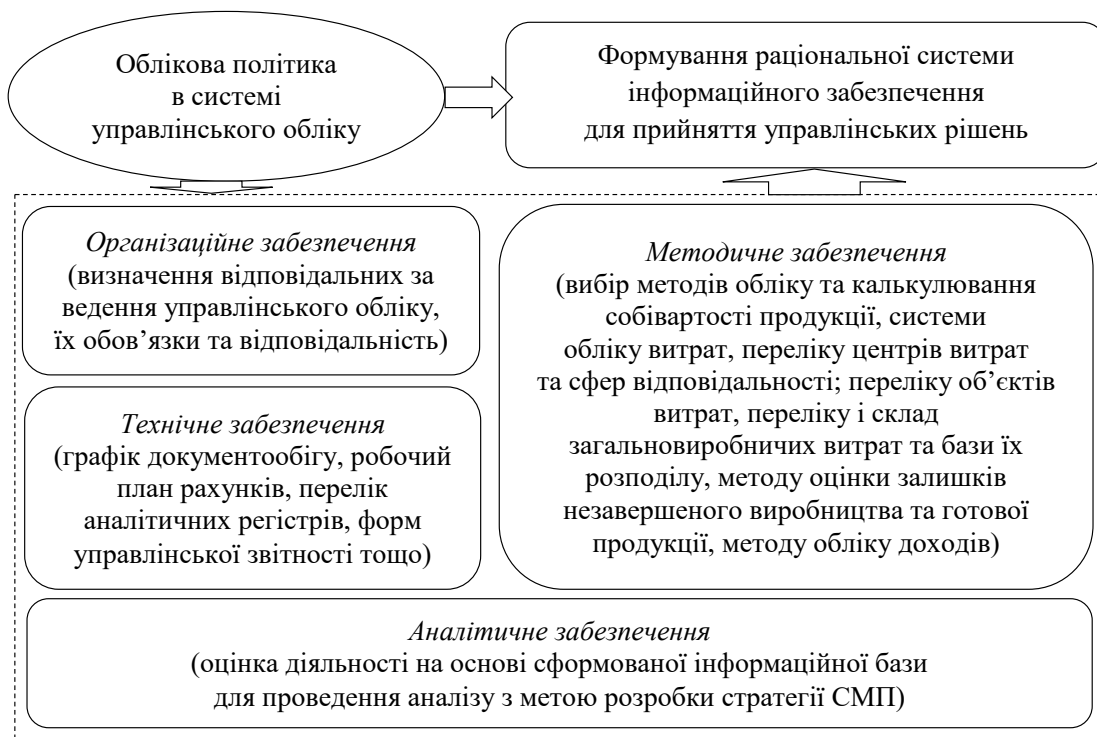 Облікова політика
в системі
управлінського обліку
Формування раціональної системи
інформаційного забезпечення
для прийняття управлінських рішень
Організаційне забезпечення
(визначення відповідальних за
ведення управлінського обліку,
їх обов’язки та відповідальність)
Технічне забезпечення
(графік документообігу, робочий
план рахунків, перелік
аналітичних регістрів, форм
управлінської звітності тощо)
Методичне забезпечення
(вибір методів обліку та калькулювання
собівартості продукції, системи
обліку витрат, переліку центрів витрат
та сфер відповідальності; переліку об’єктів
витрат, переліку і склад
загальновиробничих витрат та бази їх
розподілу, методу оцінки залишків
незавершеного виробництва та готової
продукції, методу обліку доходів)
Аналітичне забезпечення
(оцінка діяльності на основі сформованої інформаційної бази
для проведення аналізу з метою розробки стратегії СМП)